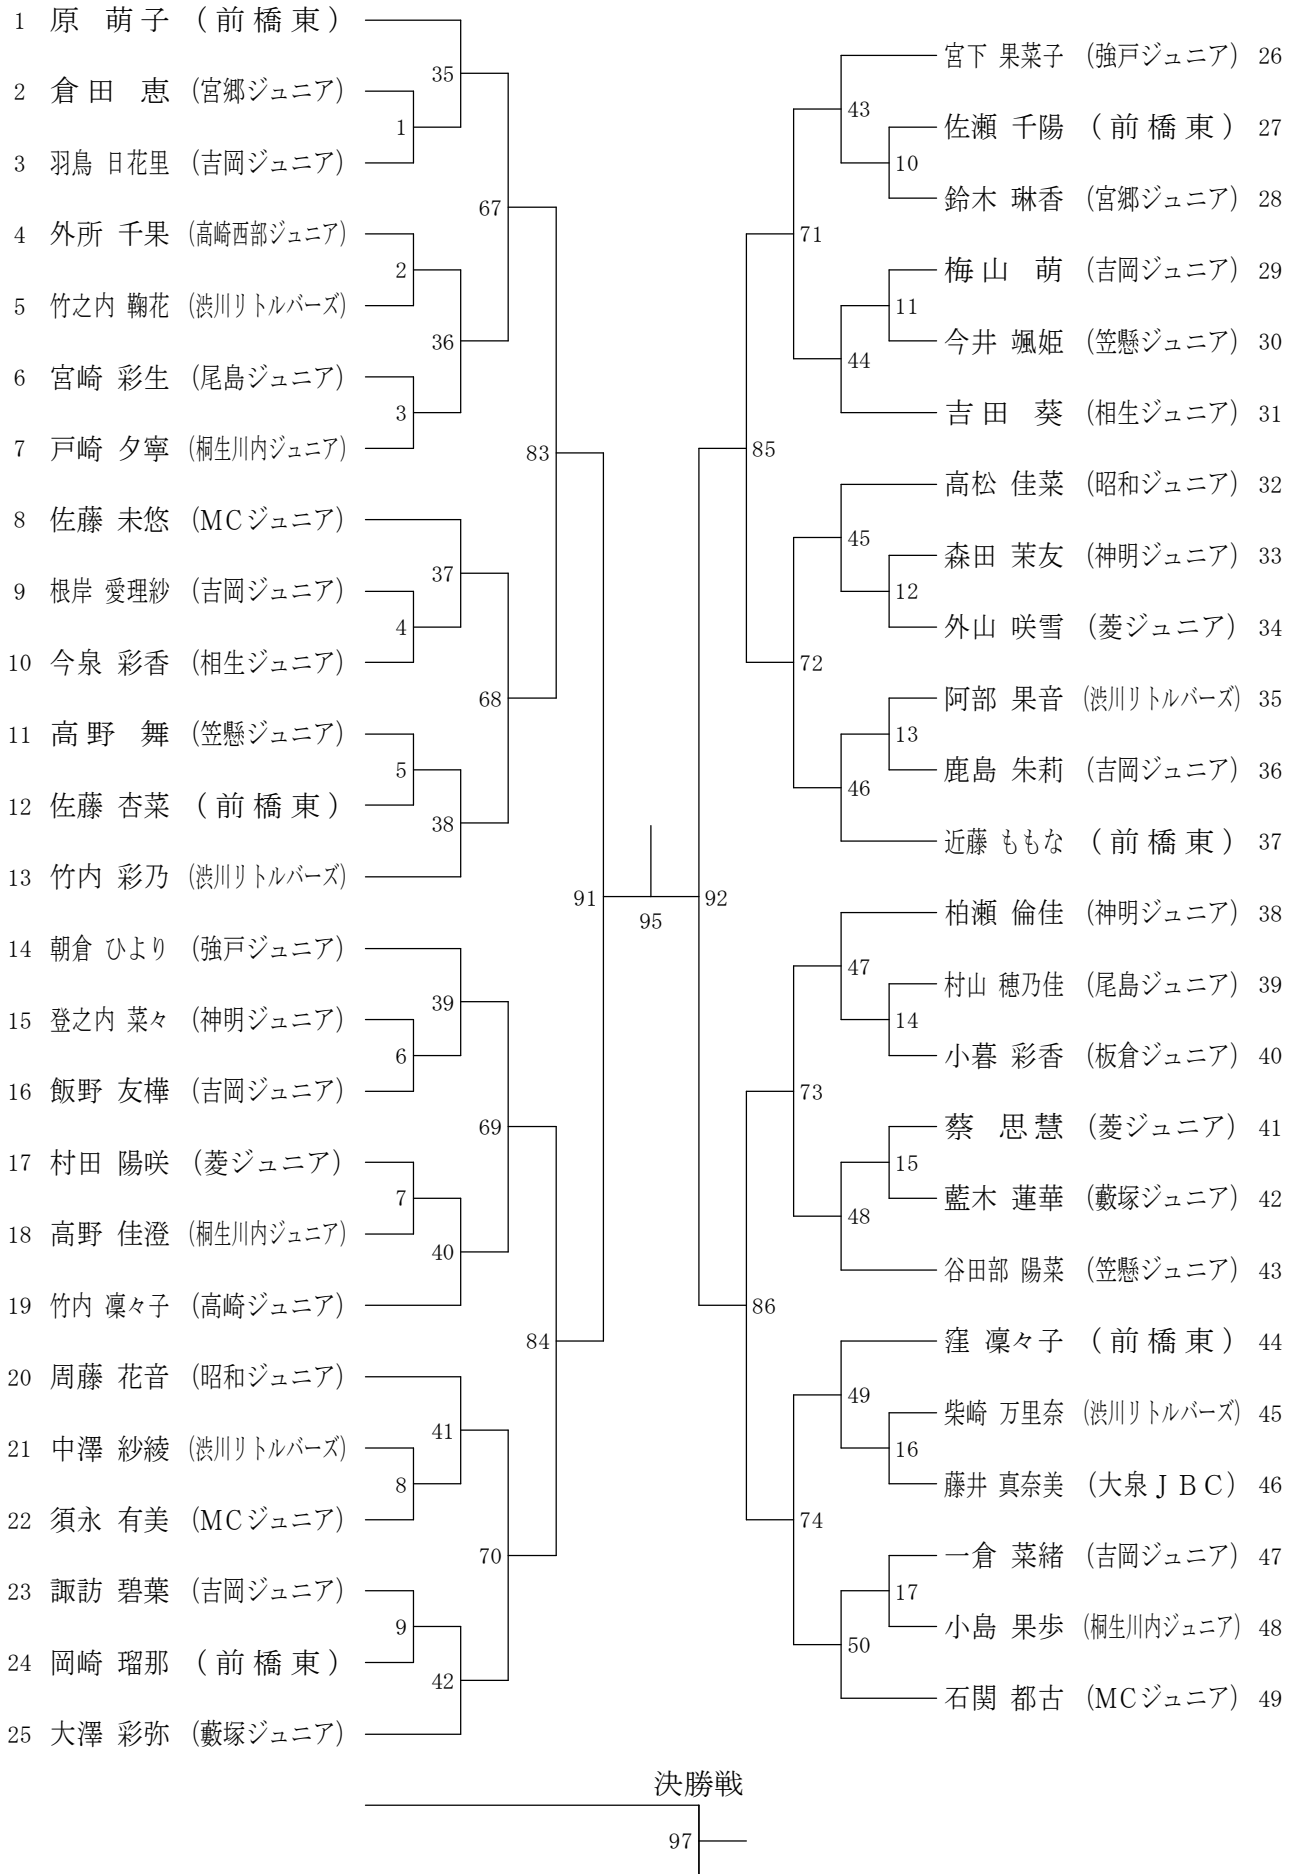 1 原 萌子 (前橋東)
2 倉田 恵 (宮郷ジュニア)
3 羽鳥 日花里 (吉岡ジュニア)
4 外所 千果 (高崎西部ジュニア)
5 竹之内 鞠花 (渋川リトルバーズ)
6 宮崎 彩生 (尾島ジュニア)
7 戸崎 夕寧 (桐生川内ジュニア)
8 佐藤 未悠 (MCジュニア)
9 根岸 愛理紗 (吉岡ジュニア)
10 今泉 彩香 (相生ジュニア)
11 高野 舞 (笠懸ジュニア)
12 佐藤 杏菜 (前橋東)
13 竹内 彩乃 (渋川リトルバーズ)
14 朝倉 ひより (強戸ジュニア)
15 登之内 菜々 (神明ジュニア)
16 飯野 友樺 (吉岡ジュニア)
17 村田 陽咲 (菱ジュニア)
18 高野 佳澄 (桐生川内ジュニア)
19 竹内 凜々子 (高崎ジュニア)
20 周藤 花音 (昭和ジュニア)
21 中澤 紗綾 (渋川リトルバーズ)
22 須永 有美 (MCジュニア)
23 諏訪 碧葉 (吉岡ジュニア)
24 岡崎 瑠那 (前橋東)
25 大澤 彩弥 (藪塚ジュニア)
1
2
3
4
5
6
7
8
9
35
36
37
38
39
40
41
42
67
68
69
70
83
84
91
95
92
85
86
71
72
73
74
43
44
45
46
47
48
49
50
10
11
12
13
14
15
16
17
宮下 果菜子 (強戸ジュニア) 26
佐瀬 千陽 (前橋東) 27
鈴木 琳香 (宮郷ジュニア) 28
梅山 萌 (吉岡ジュニア) 29
今井 颯姫 (笠懸ジュニア) 30
吉田 葵 (相生ジュニア) 31
高松 佳菜 (昭和ジュニア) 32
森田 茉友 (神明ジュニア) 33
外山 咲雪 (菱ジュニア) 34
阿部 果音 (渋川リトルバーズ) 35
鹿島 朱莉 (吉岡ジュニア) 36
近藤 ももな (前橋東) 37
柏瀬 倫佳 (神明ジュニア) 38
村山 穂乃佳 (尾島ジュニア) 39
小暮 彩香 (板倉ジュニア) 40
蔡 思慧 (菱ジュニア) 41
藍木 蓮華 (藪塚ジュニア) 42
谷田部 陽菜 (笠懸ジュニア) 43
窪 凜々子 (前橋東) 44
柴崎 万里奈 (渋川リトルバーズ) 45
藤井 真奈美 (大泉JBC) 46
一倉 菜緒 (吉岡ジュニア) 47
小島 果歩 (桐生川内ジュニア) 48
石関 都古 (MCジュニア) 49
決勝戦
97